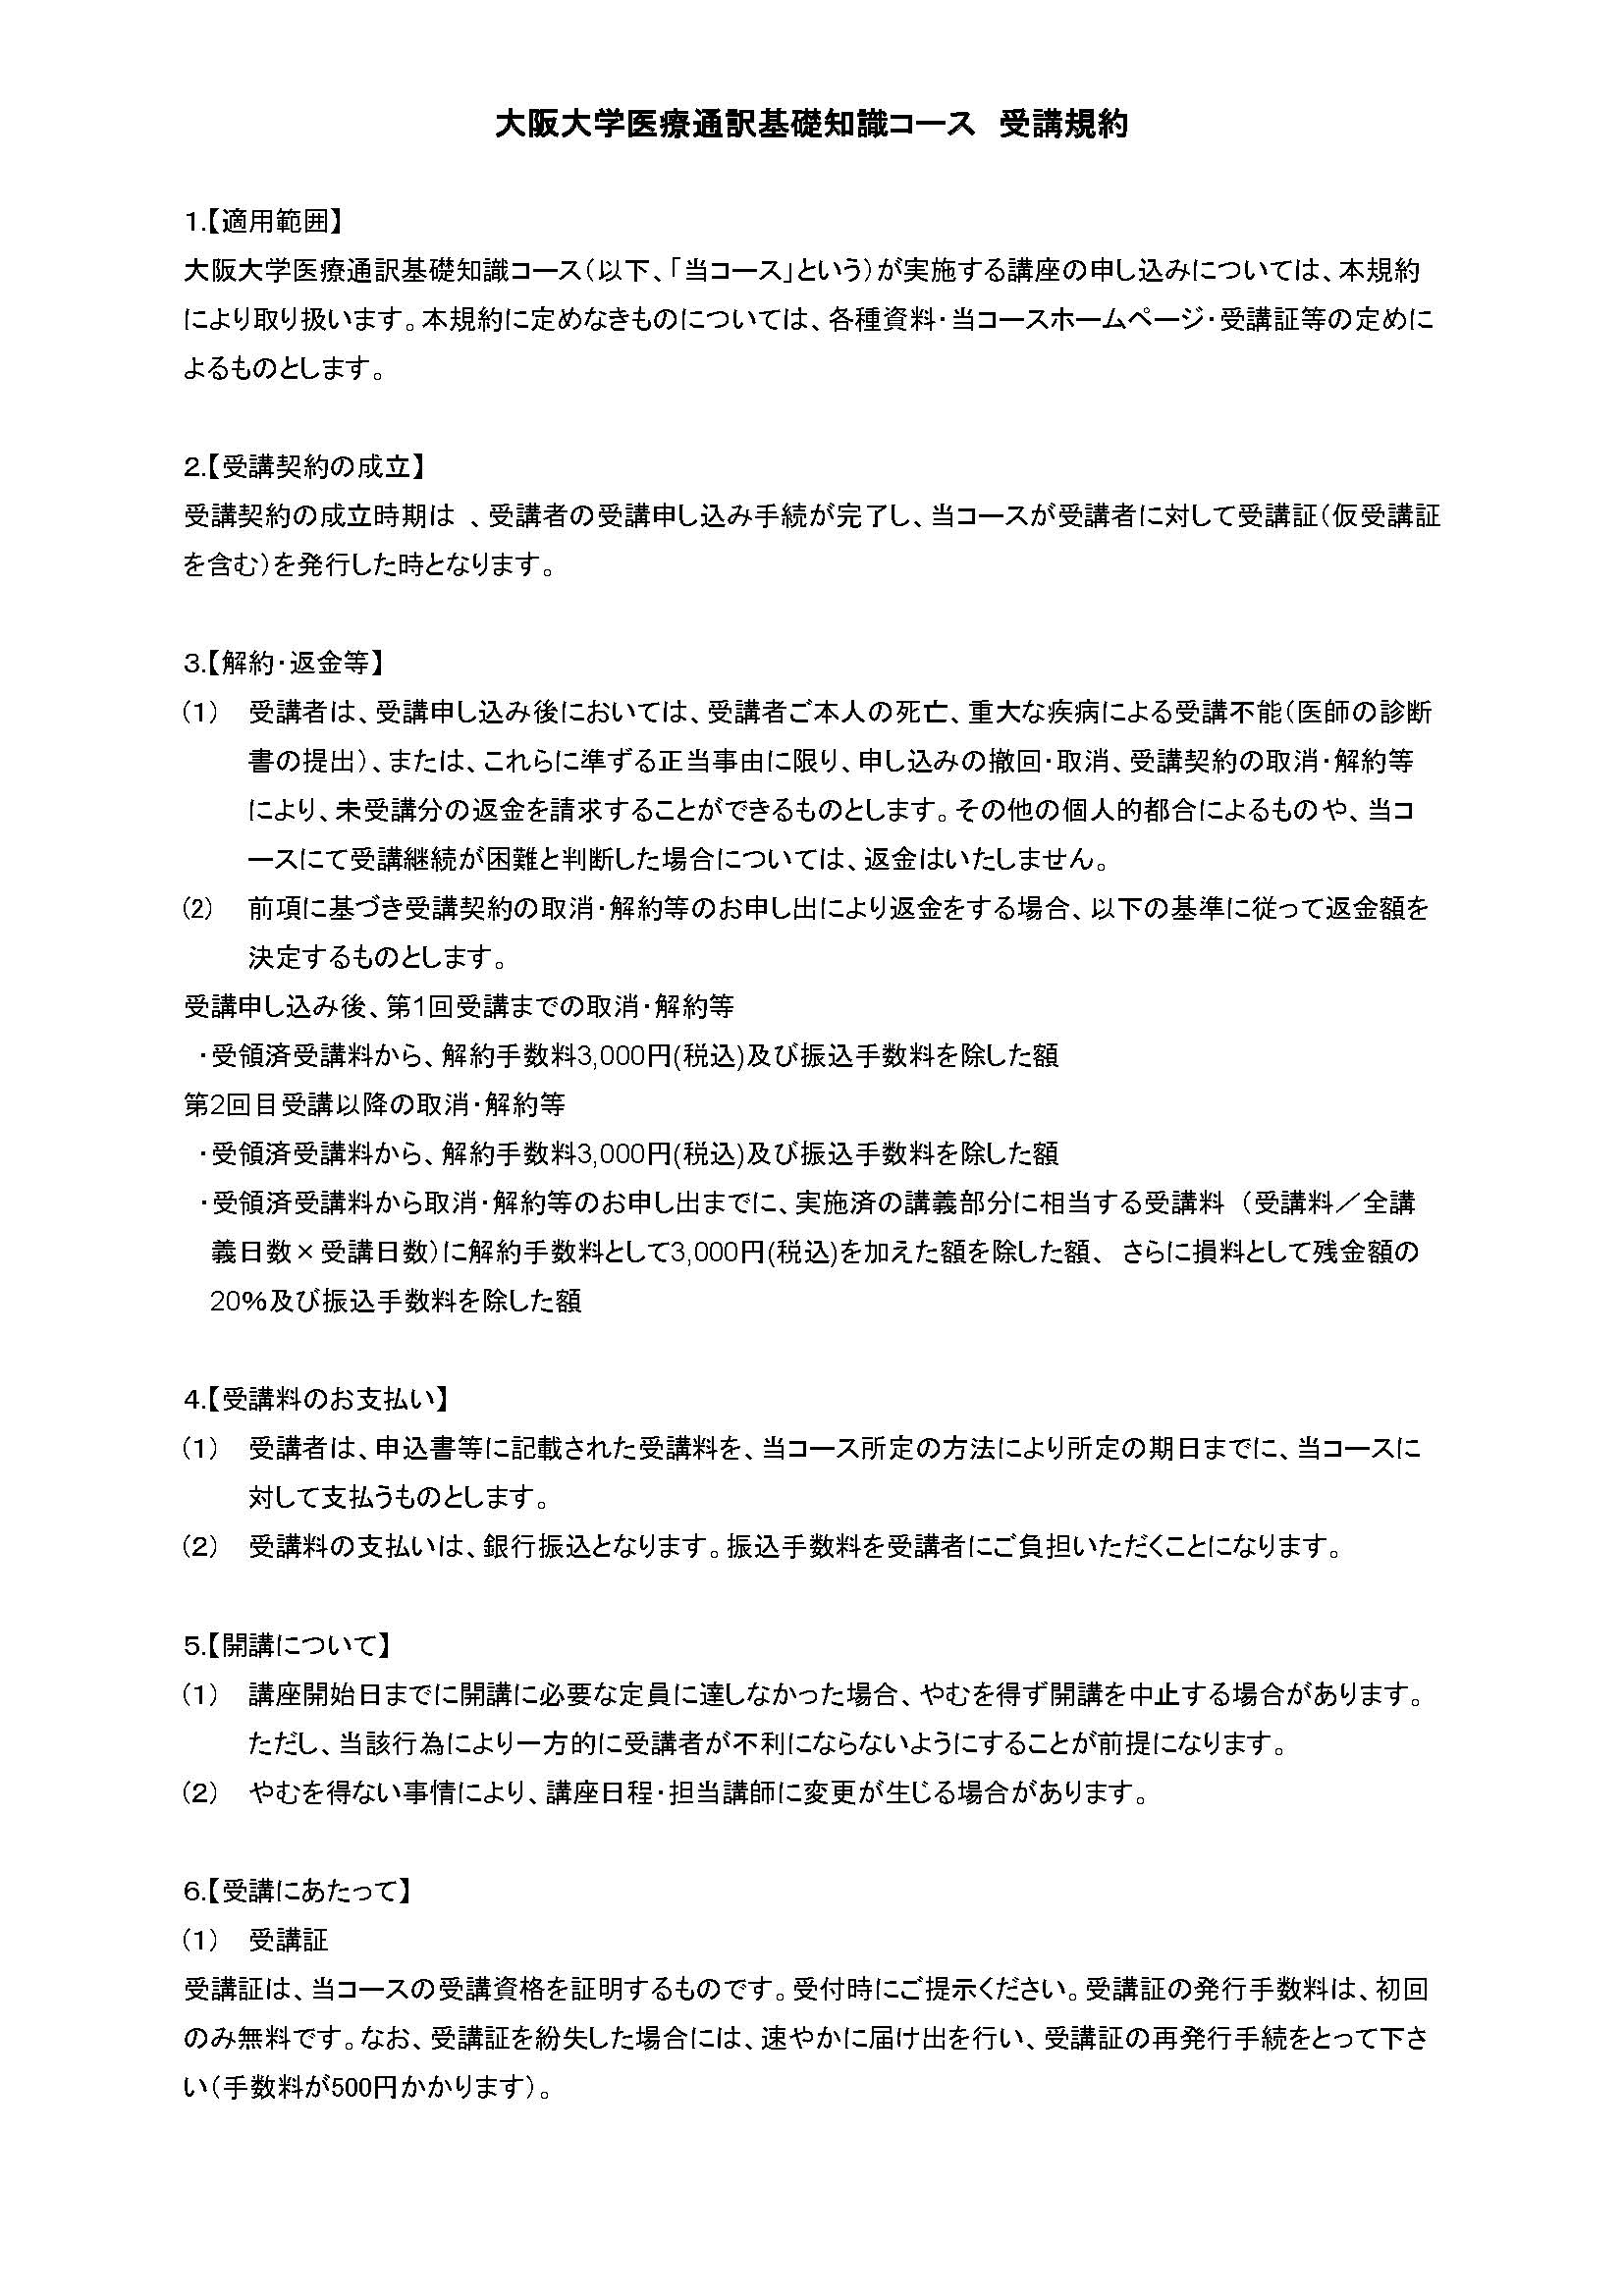 大阪大学医療通訳基礎知識コース　受講規約
1.【適用範囲】
大阪大学医療通訳基礎知識コース（以下、「当コース」という）が実施する講座の申し込みについては、本規約
により取り扱います。本規約に定めなきものについては、各種資料・当コースホームページ・受講証等の定めに
よるものとします。
2.【受講契約の成立】
受講契約の成立時期は 、受講者の受講申し込み手続が完了し、当コースが受講者に対して受講証（仮受講証
を含む）を発行した時となります。
3.【解約・返金等】
（1）　受講者は、受講申し込み後においては、受講者ご本人の死亡、重大な疾病による受講不能（医師の診断
書の提出）、または、これらに準ずる正当事由に限り、申し込みの撤回・取消、受講契約の取消・解約等
により、未受講分の返金を請求することができるものとします。その他の個人的都合によるものや、当コ
ースにて受講継続が困難と判断した場合については、返金はいたしません。
（2）　前項に基づき受講契約の取消・解約等のお申し出により返金をする場合、以下の基準に従って返金額を
決定するものとします。
受講申し込み後、第1回受講までの取消・解約等
・受領済受講料から、解約手数料3,000円(税込)及び振込手数料を除した額
第2回目受講以降の取消・解約等
・受領済受講料から、解約手数料3,000円(税込)及び振込手数料を除した額
・受領済受講料から取消・解約等のお申し出までに、実施済の講義部分に相当する受講料 （受講料／全講
義日数×受講日数）に解約手数料として3,000円(税込)を加えた額を除した額、 さらに損料として残金額の
20%及び振込手数料を除した額
4.【受講料のお支払い】
（1）　受講者は、申込書等に記載された受講料を、当コース所定の方法により所定の期日までに、当コースに
対して支払うものとします。
（2）　受講料の支払いは、銀行振込となります。振込手数料を受講者にご負担いただくことになります。
5.【開講について】
（1）　講座開始日までに開講に必要な定員に達しなかった場合、やむを得ず開講を中止する場合があります。
ただし、当該行為により一方的に受講者が不利にならないようにすることが前提になります。
（2）　やむを得ない事情により、講座日程・担当講師に変更が生じる場合があります。
6.【受講にあたって】
（1）　受講証
受講証は、当コースの受講資格を証明するものです。受付時にご提示ください。受講証の発行手数料は、初回
のみ無料です。なお、受講証を紛失した場合には、速やかに届け出を行い、受講証の再発行手続をとって下さ
い（手数料が500円かかります）。